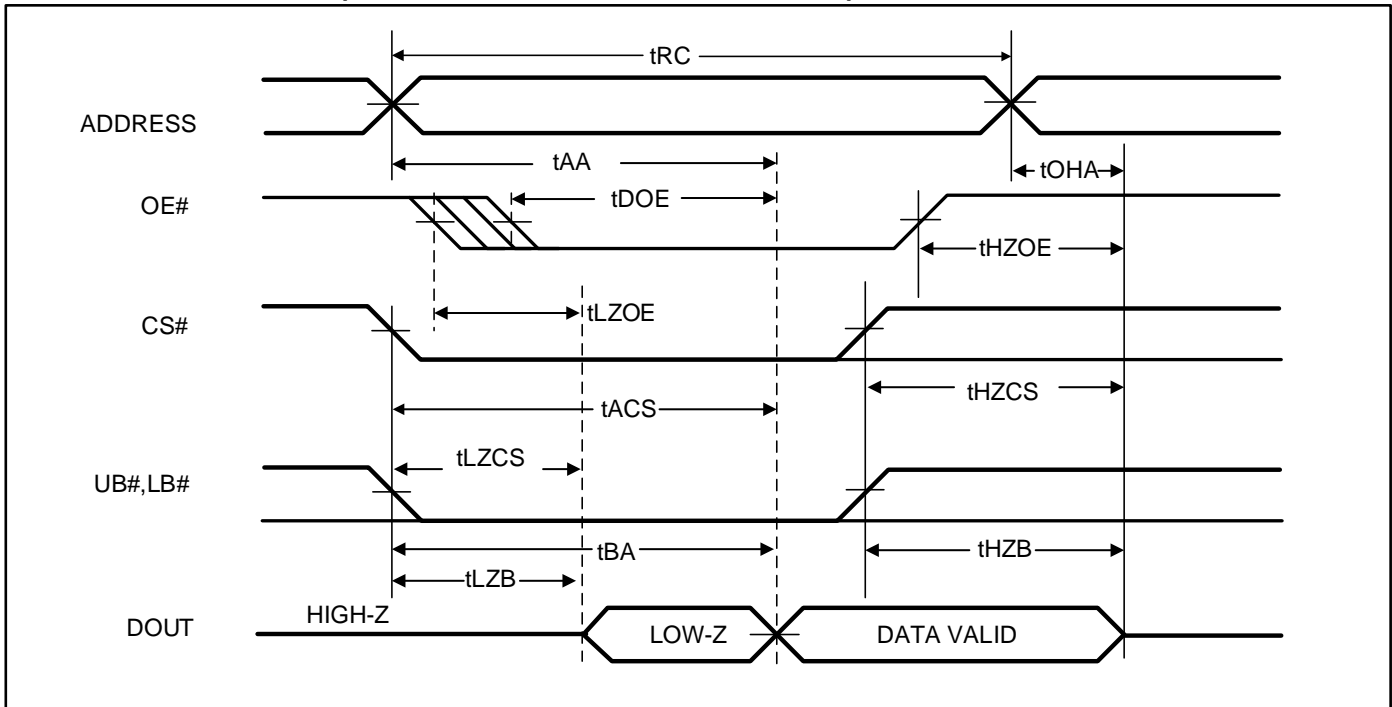 tRC
ADDRESS
tAA
tOHA
OE#
tDOE
tHZOE
tLZOE
CS#
tHZCS
tACS
tLZCS
UB#,LB#
tBA
tHZB
tLZB
HIGH-Z
DOUT
LOW-Z
DATA VALID